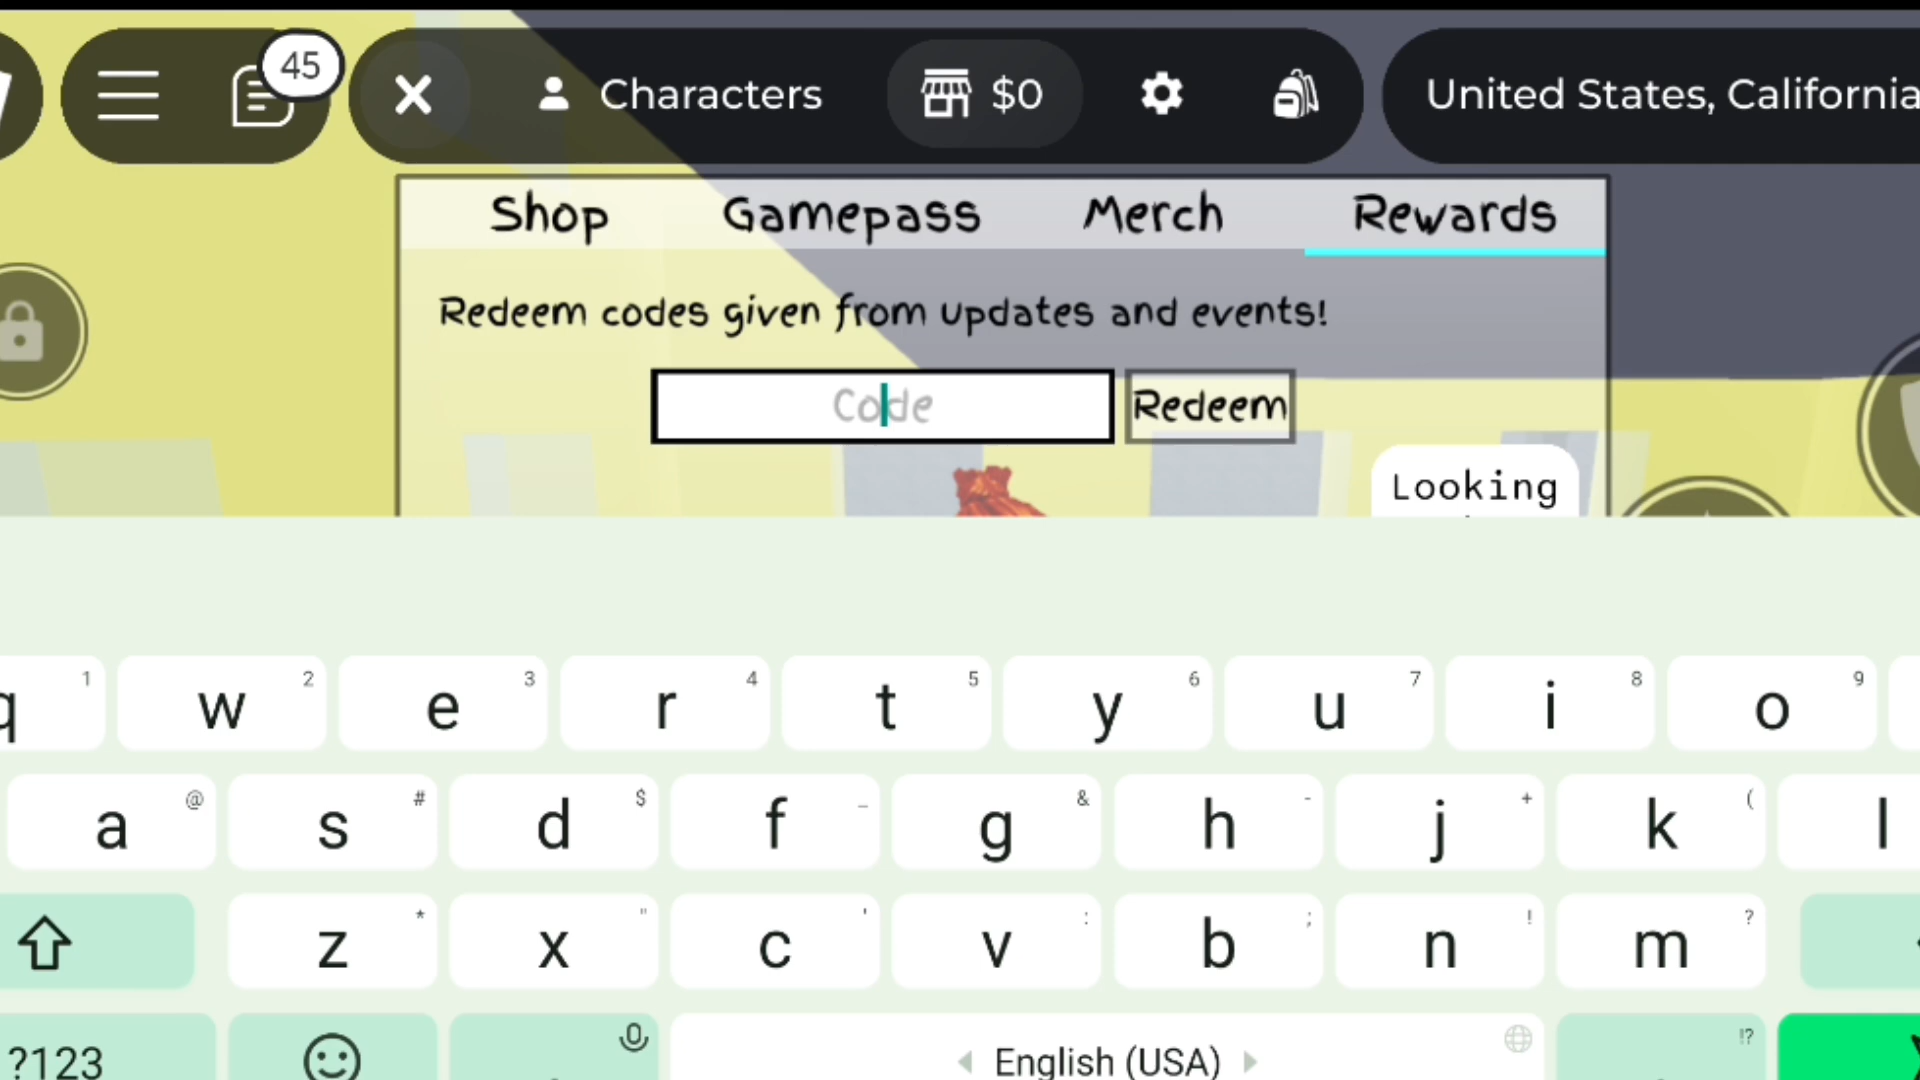 45
Characters
$0
United States, California
Shop Gamepass Merch Rewards
Redeem codes given from updates and events!
Code Redeem
Looking
q 1 w 2 e 3 r 4 t 5 y 6 u 7 i 8 o 9
a @ s # d $ f _ g & h - j + k ( l
z * x " c ' v : b ; n ! m ?
?123 English (USA) !?